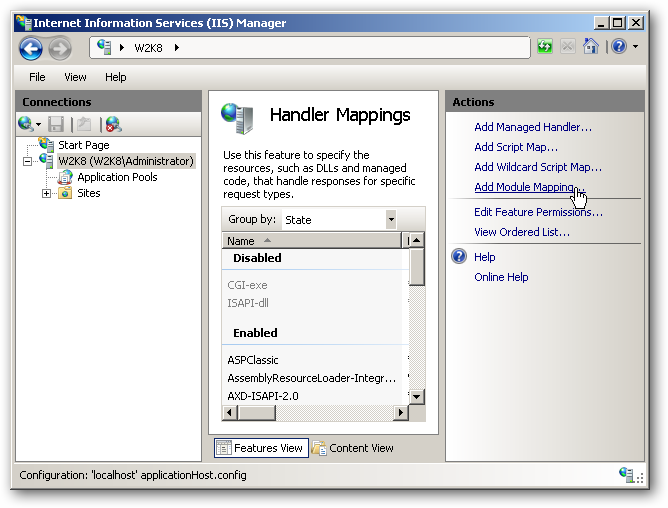 Internet Information Services (IIS) Manager
W2K8
File View Help
Connections
Start Page
W2K8 (W2K8\Administrator)
Application Pools
Sites
Handler Mappings
Use this feature to specify the
resources, such as DLLs and managed
code, that handle responses for specific
request types.
Group by: State
Name
Disabled
CGI-exe
ISAPI-dll
Enabled
ASPClassic
AssemblyResourceLoader-Integr...
AXD-ISAPI-2.0
Features View Content View
Actions
Add Managed Handler...
Add Script Map...
Add Wildcard Script Map...
Add Module Mapping...
Edit Feature Permissions...
View Ordered List...
Help
Online Help
Configuration: 'localhost' applicationHost.config